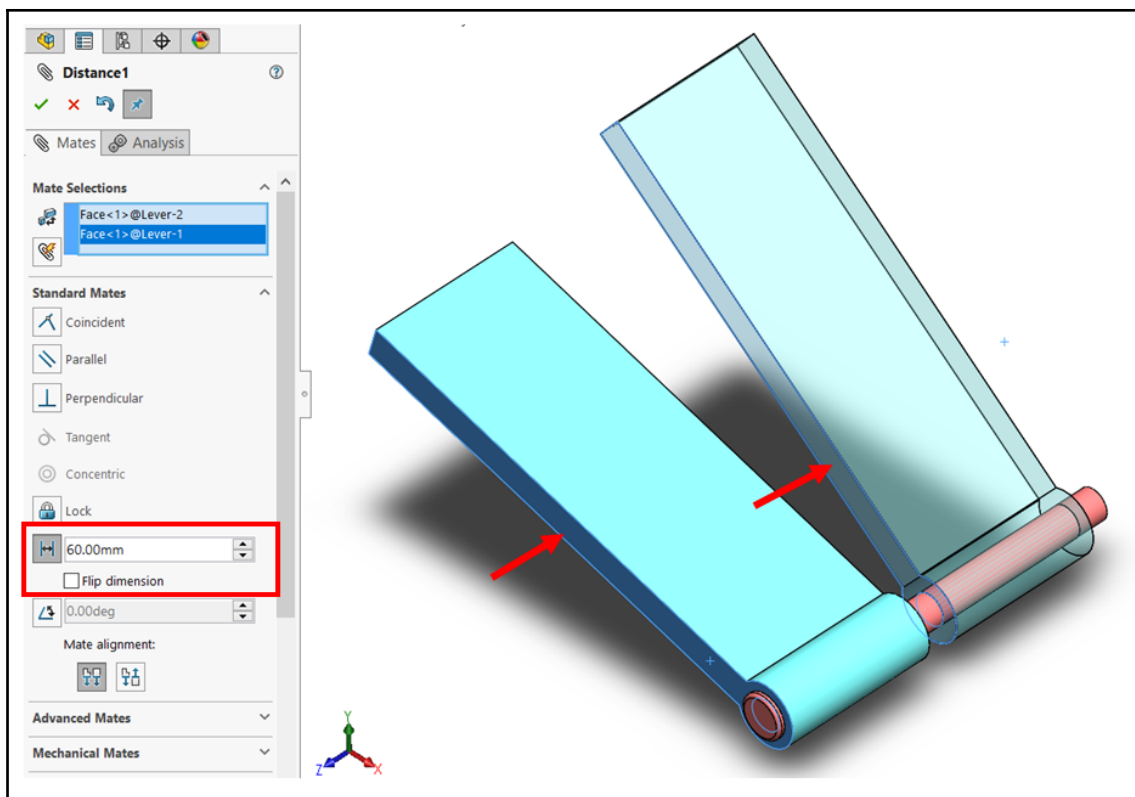 Distance1
Mates
Analysis
Mate Selections
Face<1>@Lever-2
Face<1>@Lever-1
Standard Mates
Coincident
Parallel
Perpendicular
Tangent
Concentric
Lock
60.00mm
Flip dimension
0.00deg
Mate alignment:
Advanced Mates
Mechanical Mates
Y
Z
X